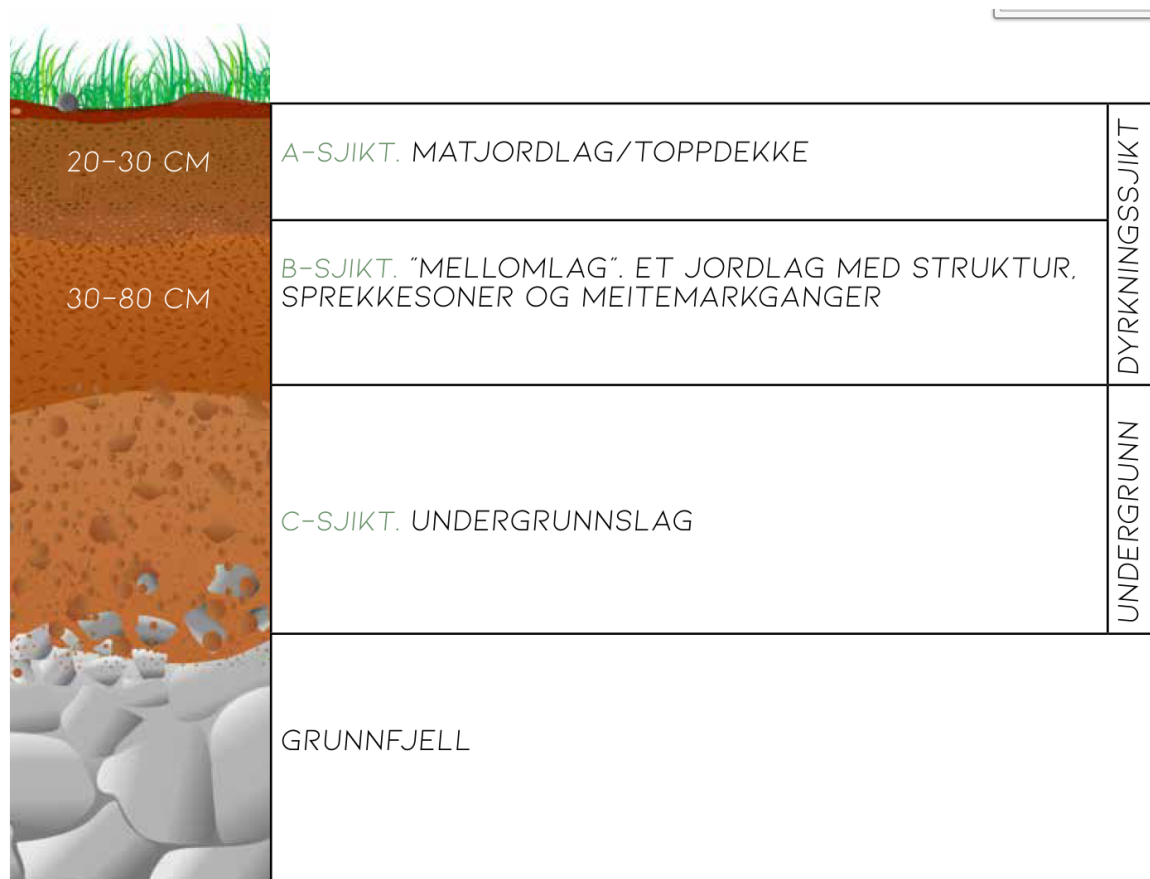 20-30 CM
A-SJIKT. MATJORDLAG/TOPPDEKKE
30-80 CM
B-SJIKT. "MELLOMLAG". ET JORDLAG MED STRUKTUR,
SPREKKESONER OG MEITEMARKGANGER
DYRKNINGSSJIKT
C-SJIKT. UNDERGRUNNSLAG
UNDERGRUNN
GRUNNFJELL